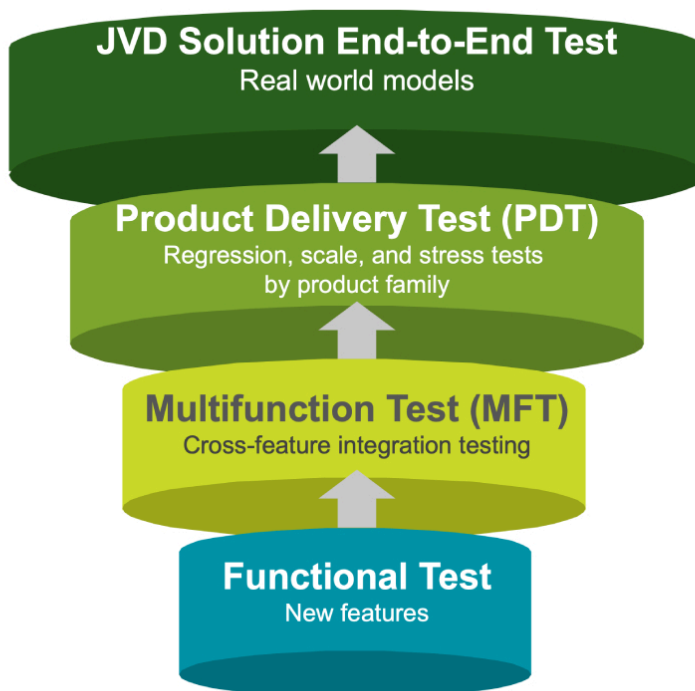 JVD Solution End-to-End Test
Real world models
Product Delivery Test (PDT)
Regression, scale, and stress tests
by product family
Multifunction Test (MFT)
Cross-feature integration testing
Functional Test
New features